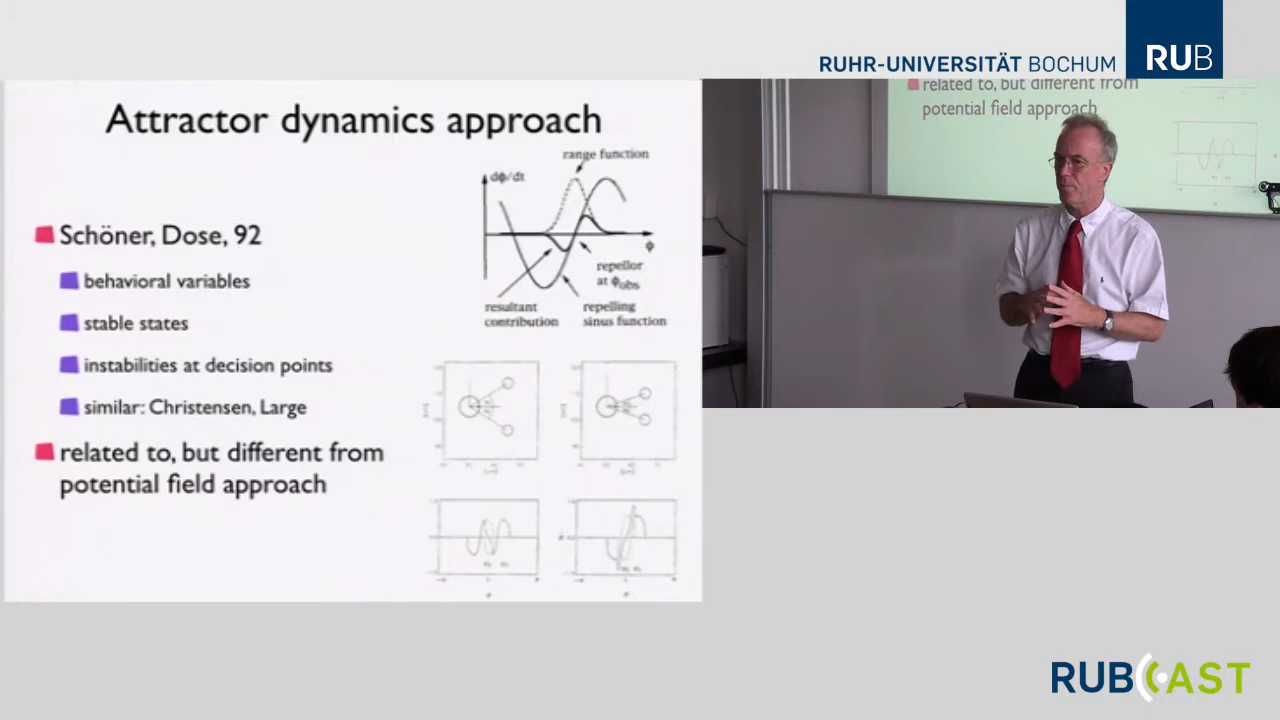 RUHR-UNIVERSITÄT BOCHUM
RUB
Attractor dynamics approach
range function
dϕ/dt
Schöner, Dose, 92
ϕ
behavioral variables
repellor
at ϕobs
resultant
contribution
repelling
sinus function
stable states
instabilities at decision points
similar: Christensen, Large
related to, but different from
potential field approach
related to, but different from
potential field approach
RUBCAST